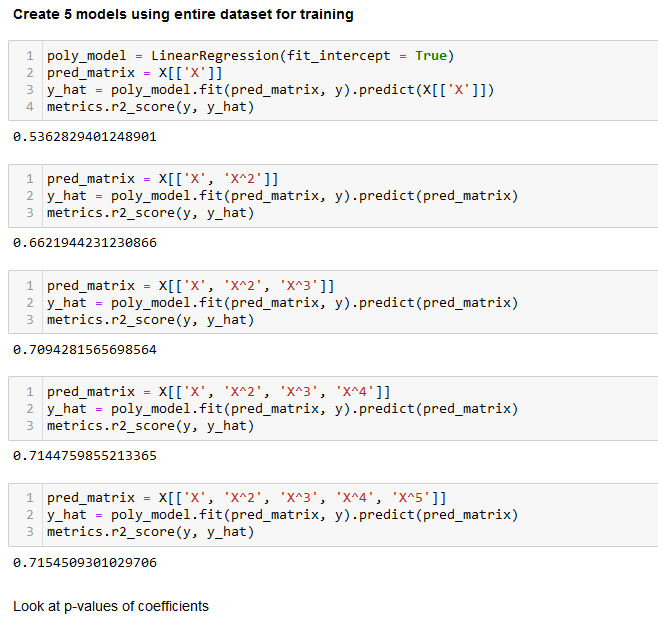 Create 5 models using entire dataset for training
1 poly_model = LinearRegression(fit_intercept = True)
2 pred_matrix = X[['X']]
3 y_hat = poly_model.fit(pred_matrix, y).predict(X[['X']])
4 metrics.r2_score(y, y_hat)
0.5362829401248901
1 pred_matrix = X[['X', 'X^2']]
2 y_hat = poly_model.fit(pred_matrix, y).predict(pred_matrix)
3 metrics.r2_score(y, y_hat)
0.6621944231230866
1 pred_matrix = X[['X', 'X^2', 'X^3']]
2 y_hat = poly_model.fit(pred_matrix, y).predict(pred_matrix)
3 metrics.r2_score(y, y_hat)
0.7094281565698564
1 pred_matrix = X[['X', 'X^2', 'X^3', 'X^4']]
2 y_hat = poly_model.fit(pred_matrix, y).predict(pred_matrix)
3 metrics.r2_score(y, y_hat)
0.7144759855213365
1 pred_matrix = X[['X', 'X^2', 'X^3', 'X^4', 'X^5']]
2 y_hat = poly_model.fit(pred_matrix, y).predict(pred_matrix)
3 metrics.r2_score(y, y_hat)
0.7154509301029706
Look at p-values of coefficients